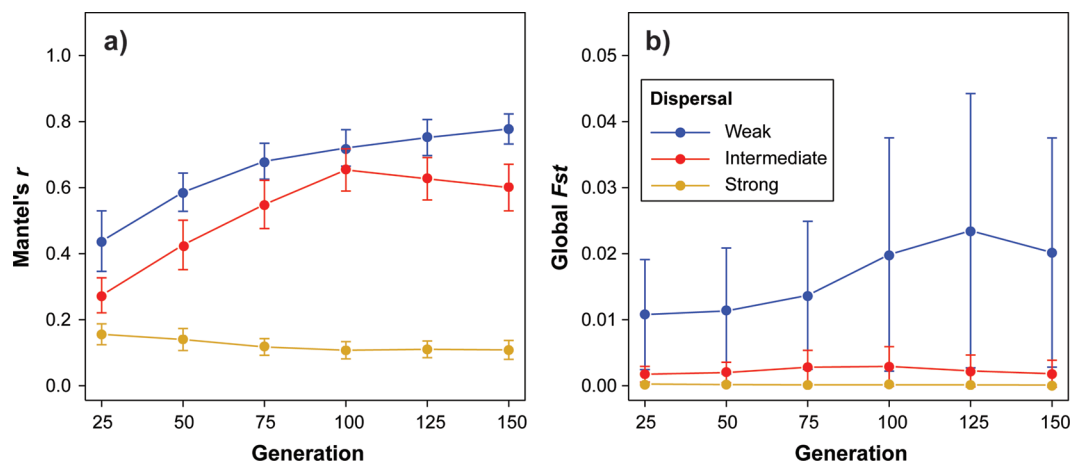 a)
1.0
0.8
0.6
0.4
0.2
0.0
Mantel's r
25 50 75 100 125 150
Generation
b)
0.05
0.04
0.03
0.02
0.01
0.00
Global Fst
Dispersal
Weak
Intermediate
Strong
25 50 75 100 125 150
Generation